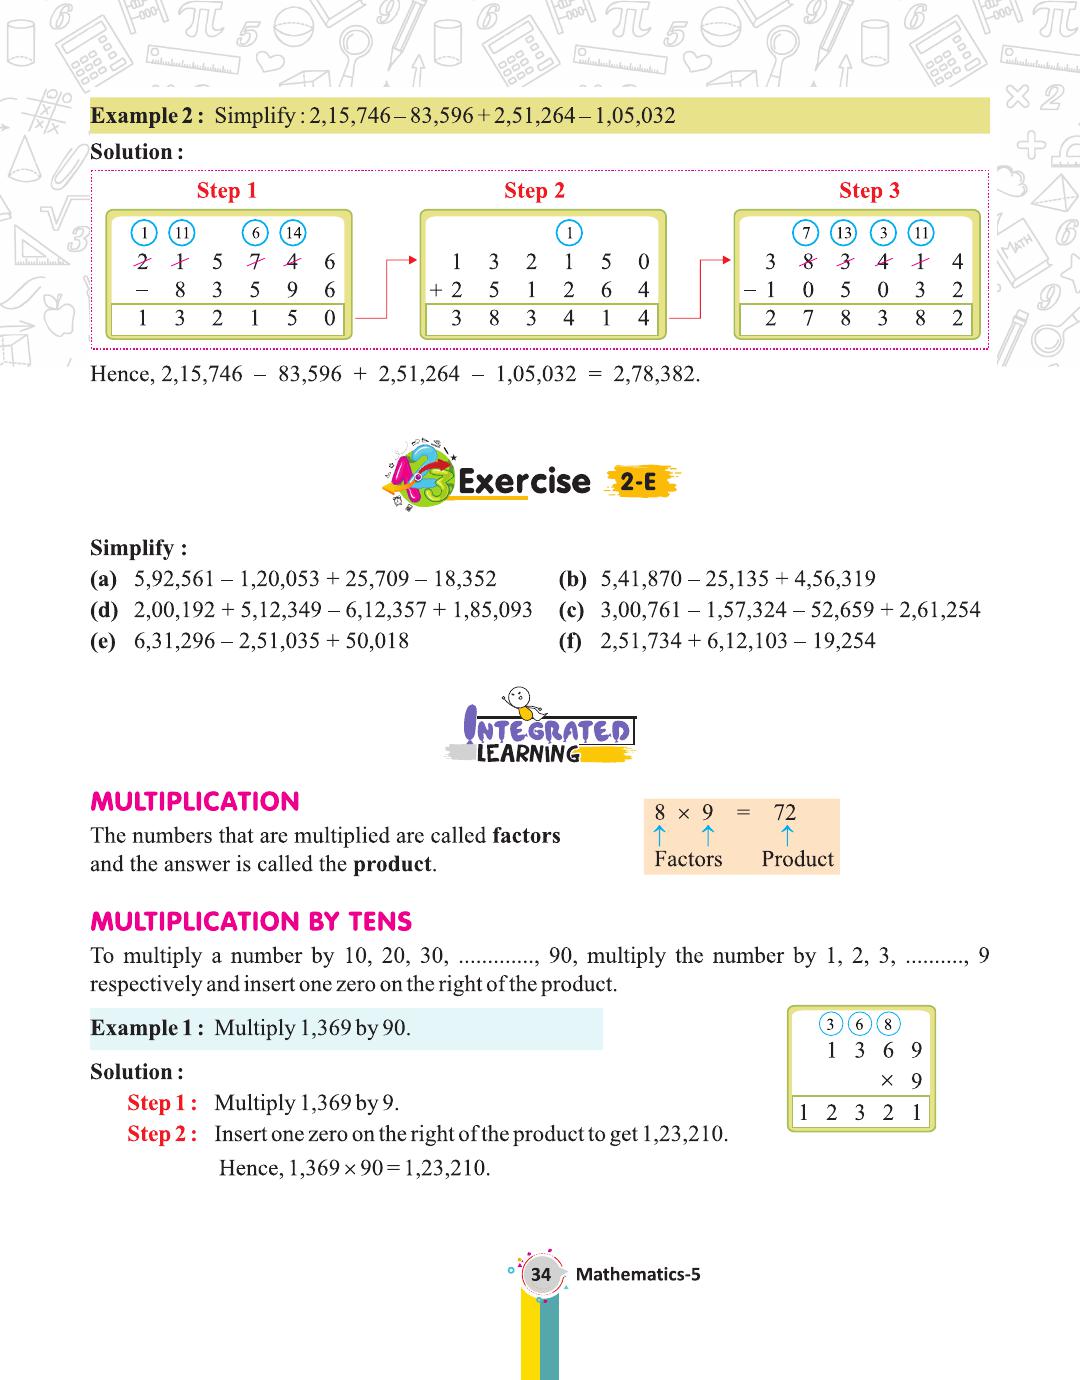 Example 2 : Simplify : 2,15,746 – 83,596 + 2,51,264 – 1,05,032
Solution :
Step 1
1 11 6 14
2 1 5 7 4 6
– 8 3 5 9 6
1 3 2 1 5 0
Step 2
1
1 3 2 1 5 0
+ 2 5 1 2 6 4
3 8 3 4 1 4
Step 3
7 13 3 11
3 8 3 4 1 4
– 1 0 5 0 3 2
2 7 8 3 8 2
Hence, 2,15,746 – 83,596 + 2,51,264 – 1,05,032 = 2,78,382.
Exercise 2-E
Simplify :
(a) 5,92,561 – 1,20,053 + 25,709 – 18,352 (b) 5,41,870 – 25,135 + 4,56,319
(d) 2,00,192 + 5,12,349 – 6,12,357 + 1,85,093 (c) 3,00,761 – 1,57,324 – 52,659 + 2,61,254
(e) 6,31,296 – 2,51,035 + 50,018 (f) 2,51,734 + 6,12,103 – 19,254
INTEGRATED
LEARNING
MULTIPLICATION
The numbers that are multiplied are called factors
and the answer is called the product.
8 × 9 = 72
Factors Product
MULTIPLICATION BY TENS
To multiply a number by 10, 20, 30, ............., 90, multiply the number by 1, 2, 3, .........., 9
respectively and insert one zero on the right of the product.
Example 1 : Multiply 1,369 by 90.
Solution :
Step 1 : Multiply 1,369 by 9.
Step 2 : Insert one zero on the right of the product to get 1,23,210.
Hence, 1,369 × 90 = 1,23,210.
3 6 8
1 3 6 9
× 9
1 2 3 2 1
34 Mathematics-5